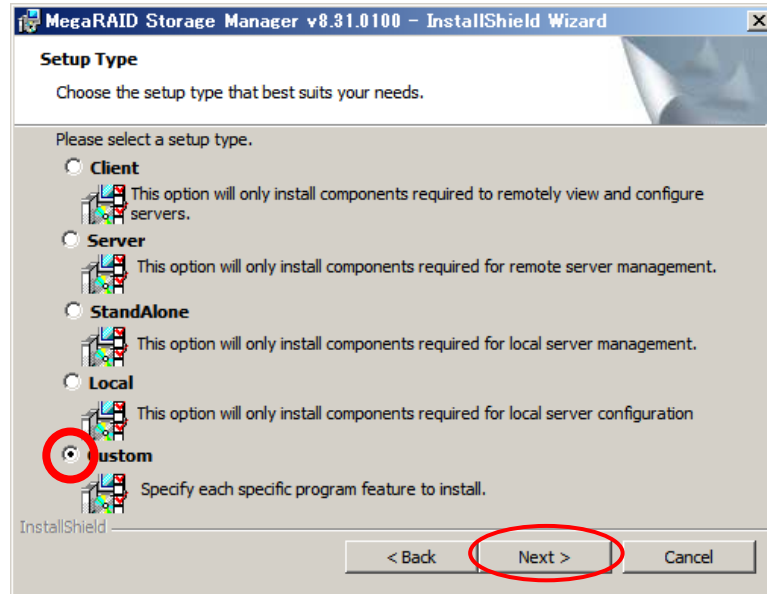 MegaRAID Storage Manager v8.31.0100 - InstallShield Wizard
Setup Type
Choose the setup type that best suits your needs.
Please select a setup type.
Client
This option will only install components required to remotely view and configure
servers.
Server
This option will only install components required for remote server management.
StandAlone
This option will only install components required for local server management.
Local
This option will only install components required for local server configuration
Custom
Specify each specific program feature to install.
InstallShield
< Back Next > Cancel